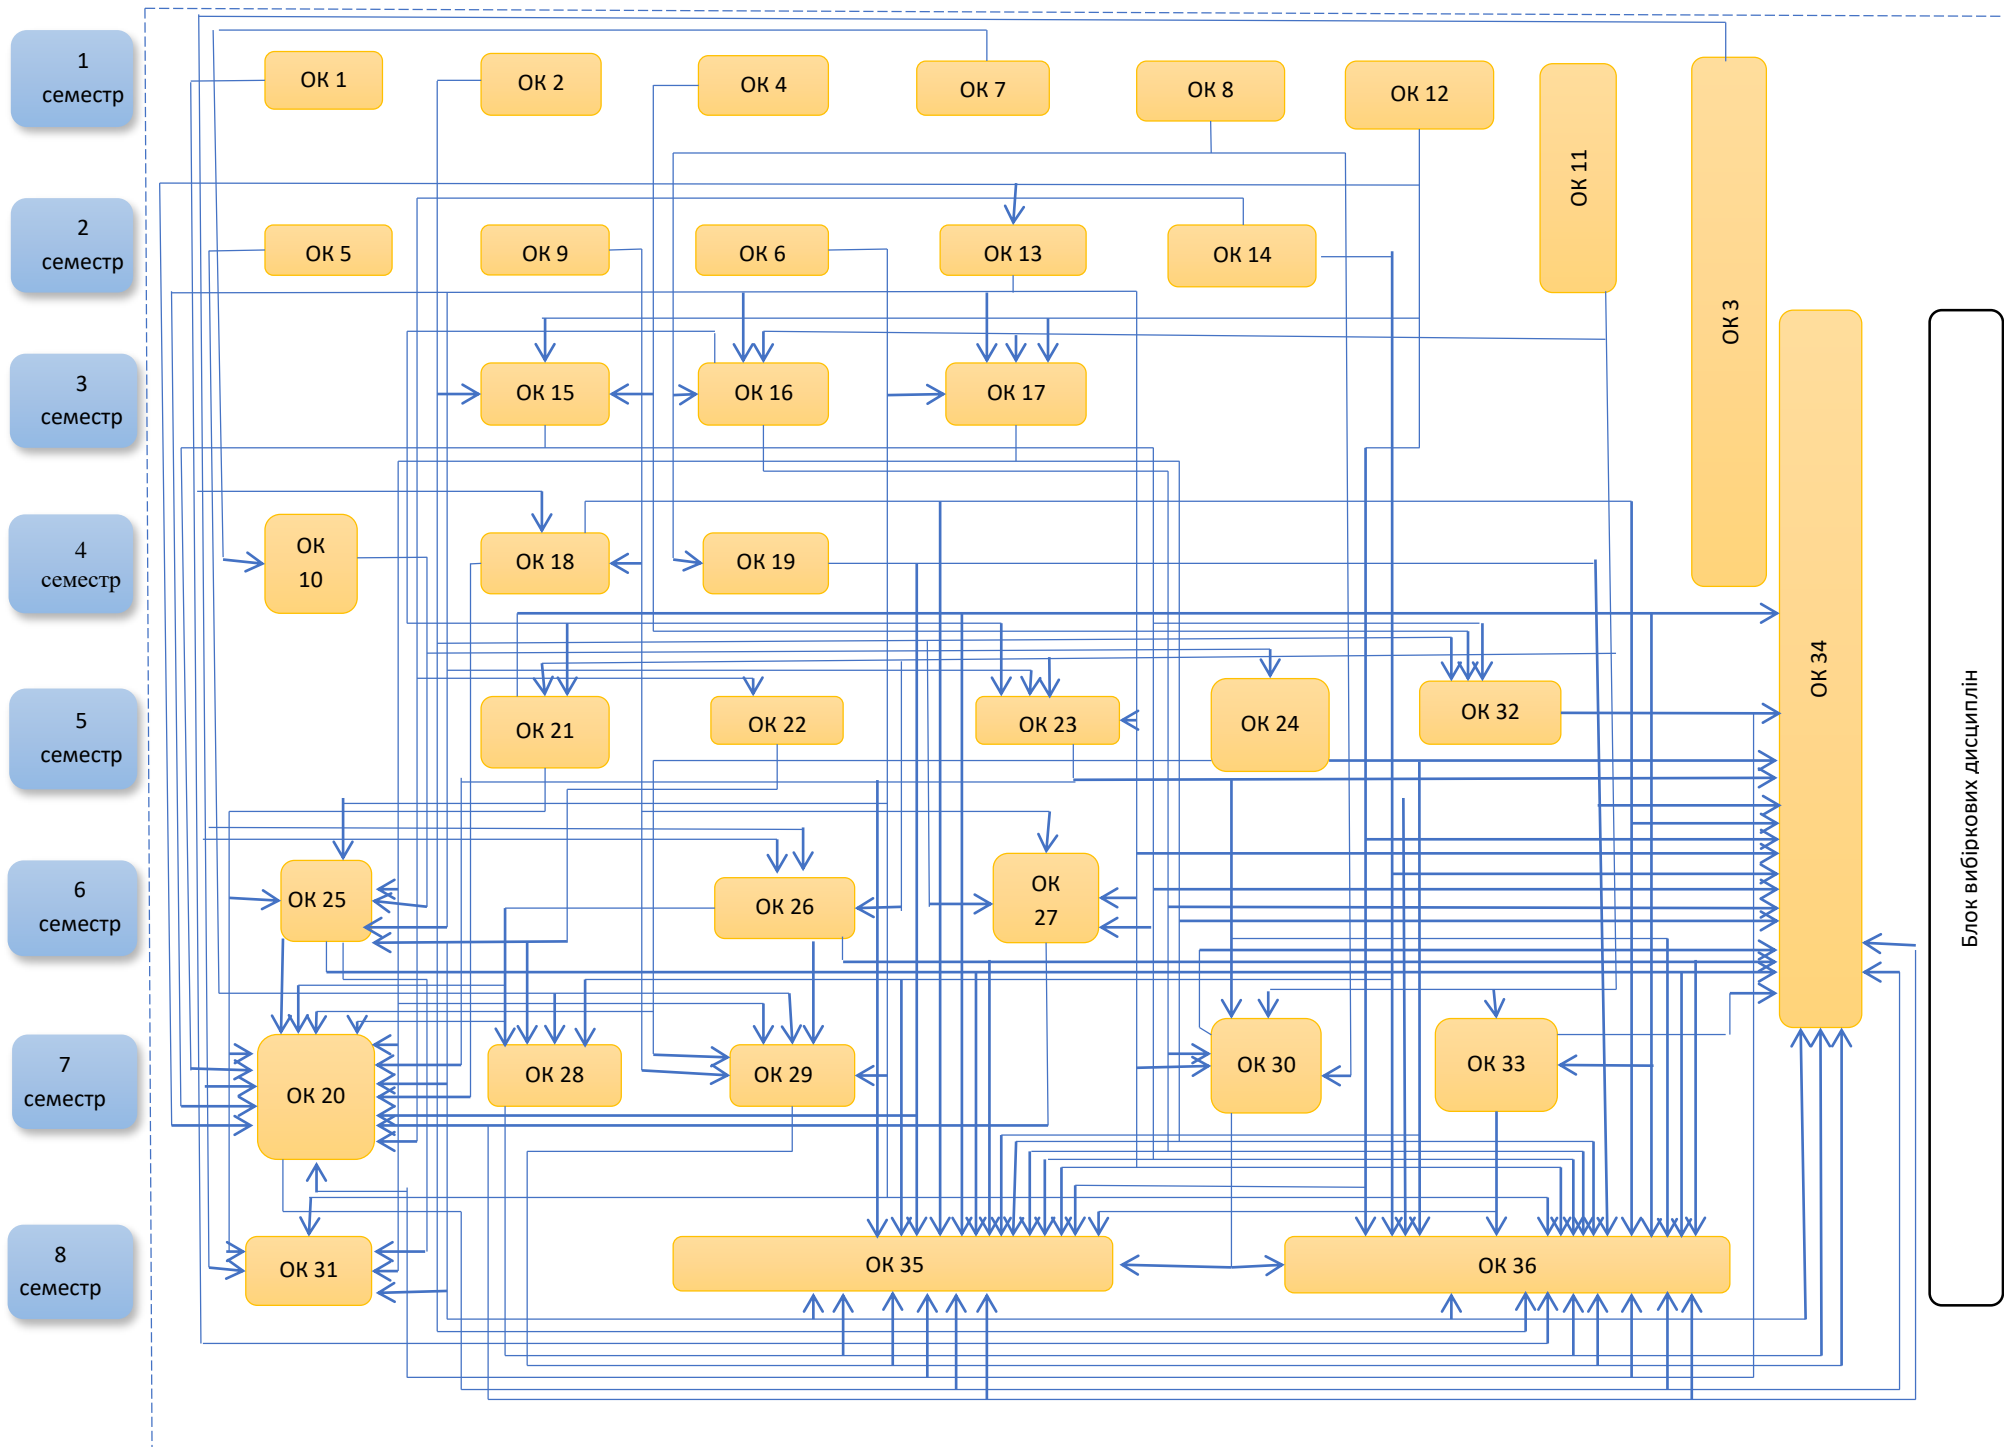 1
семестр
ОК 1
ОК 2
ОК 4
ОК 7
ОК 8
ОК 12
ОК 11
ОК 3
2
семестр
ОК 5
ОК 9
ОК 6
ОК 13
ОК 14
ОК 34
Блок вибіркових дисциплін
3
семестр
ОК 15
ОК 16
ОК 17
4
семестр
ОК
10
ОК 18
ОК 19
5
семестр
ОК 21
ОК 22
ОК 23
ОК 24
ОК 32
6
семестр
ОК 25
ОК 26
ОК
27
7
семестр
ОК 20
ОК 28
ОК 29
ОК 30
ОК 33
8
семестр
ОК 31
ОК 35
ОК 36